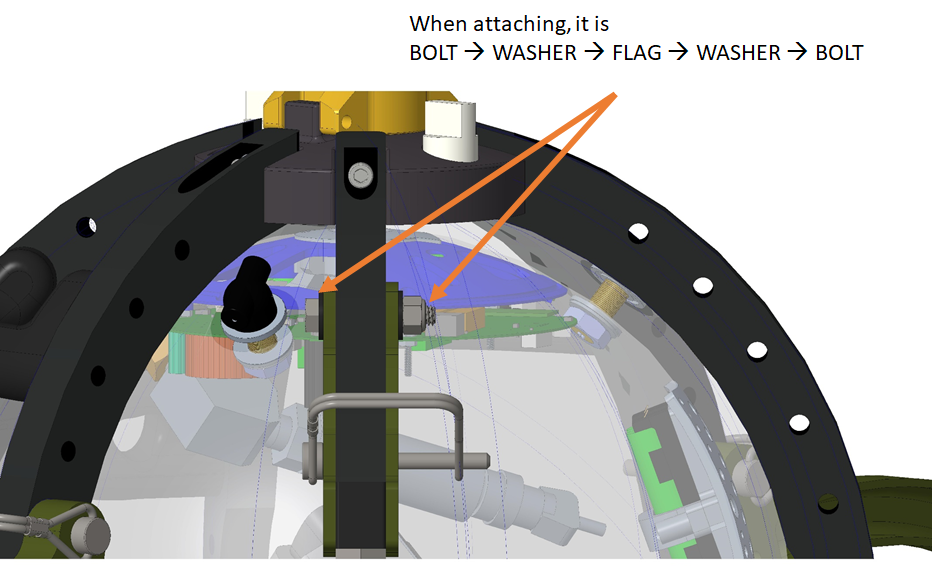 When attaching, it is
BOLT → WASHER → FLAG → WASHER → BOLT